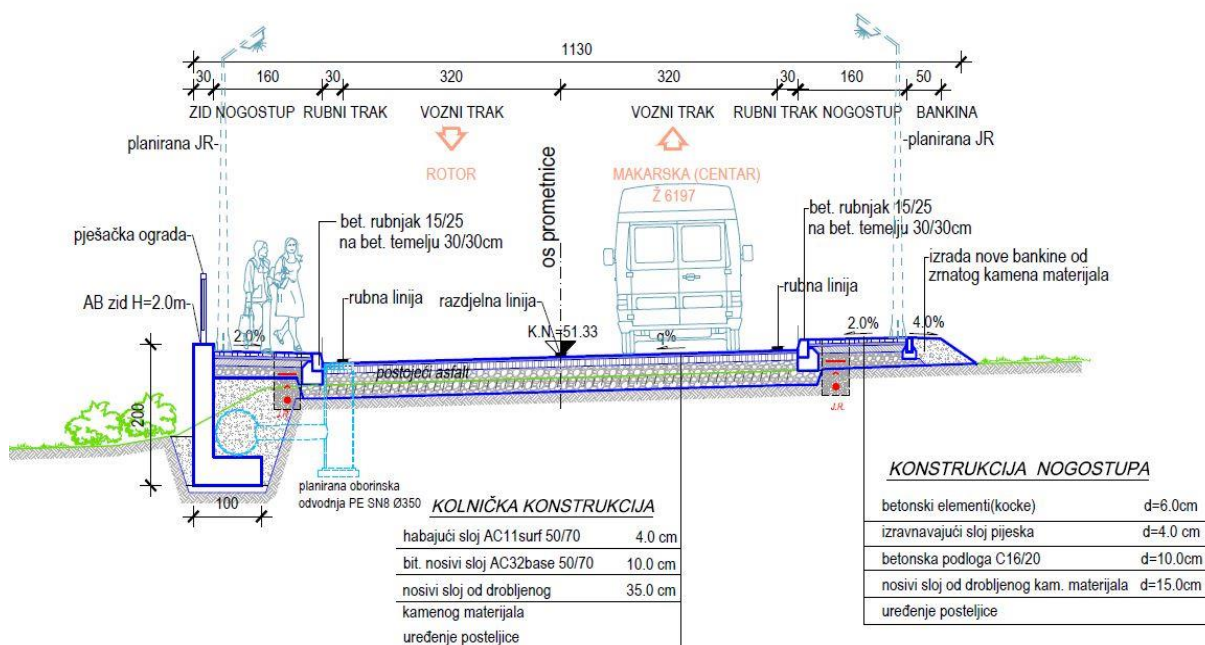 1130
30 160 30 320 320 30 160 50
ZID NOGOSTUP RUBNI TRAK VOZNI TRAK VOZNI TRAK RUBNI TRAK NOGOSTUP BANKINA
planirana JR
planirana JR
ROTOR
MAKARSKA (CENTAR)
Ž 6197
os prometnice
bet. rubnjak 15/25
na bet. temelju 30/30cm
bet. rubnjak 15/25
na bet. temelju 30/30cm
pješačka ograda
izrada nove bankine od
zrnatog kamena materijala
AB zid H=2.0m
rubna linija
razdjelna linija
rubna linija
K.N.=51.33
2.0%
q%
2.0%
4.0%
postojeći asfalt
J.R.
J.R.
200
100
planirana oborinska
odvodnja PE SN8 Ø350
KOLNIČKA KONSTRUKCIJA
habajući sloj AC11surf 50/70 4.0 cm
bit. nosivi sloj AC32base 50/70 10.0 cm
nosivi sloj od drobljenog 35.0 cm
kamenog materijala
uređenje posteljice
KONSTRUKCIJA NOGOSTUPA
betonski elementi(kocke) d=6.0cm
izravnavajući sloj pijeska d=4.0 cm
betonska podloga C16/20 d=10.0cm
nosivi sloj od drobljenog kam. materijala d=15.0cm
uređenje posteljice